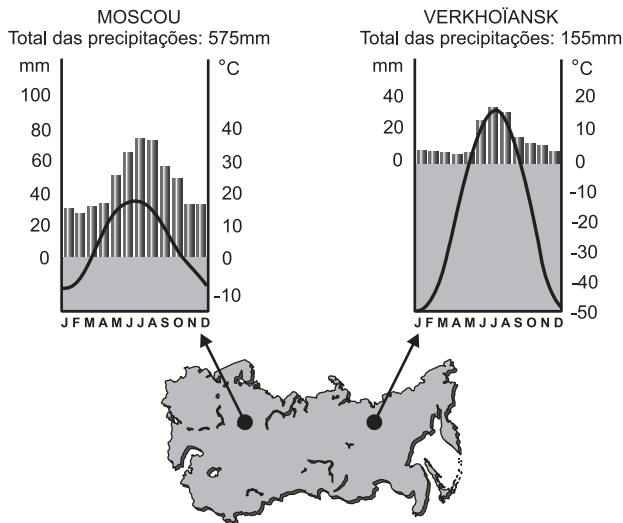 MOSCOU
Total das precipitações: 575mm
mm
°C
100
80
60
40
20
0
40
30
20
10
0
-10
J F M A M J J A S O N D
VERKHOÏANSK
Total das precipitações: 155mm
mm
°C
40
20
0
20
10
0
-10
-20
-30
-40
-50
J F M A M J J A S O N D